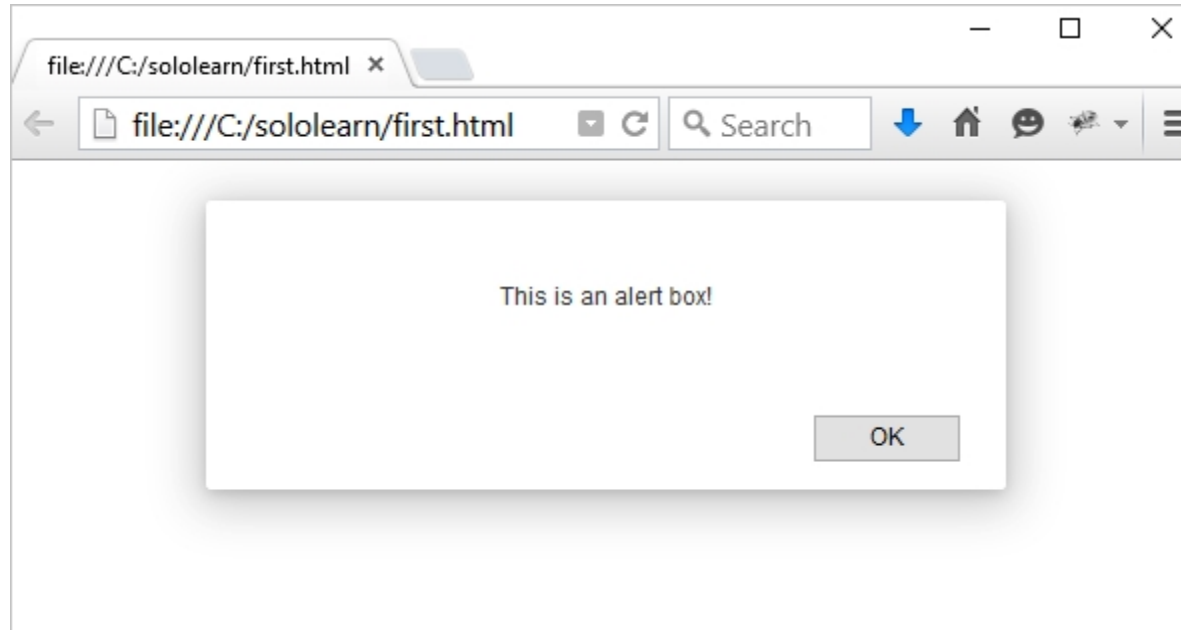 file:///C:/sololearn/first.html
file:///C:/sololearn/first.html
Search
This is an alert box!
OK